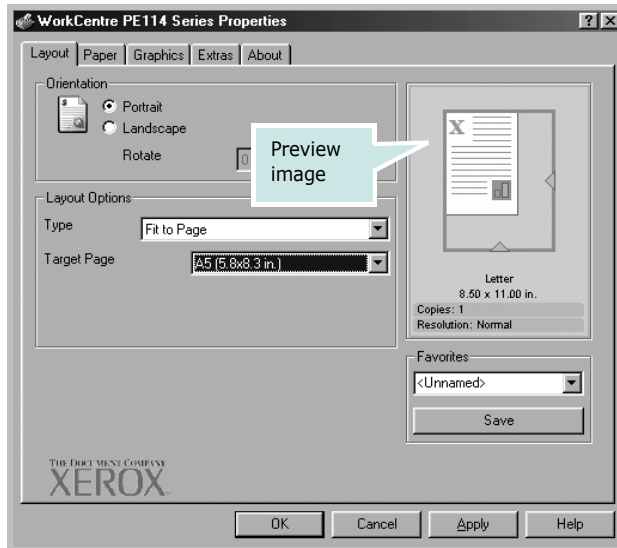 WorkCentre PE114 Series Properties
Layout Paper Graphics Extras About
Orientation
Portrait
Landscape
Rotate 0
Preview
image
Layout Options
Type Fit to Page
Target Page A5 (5.8x8.3 in.)
X
Letter
8.50 x 11.00 in.
Copies: 1
Resolution: Normal
Favorites
<Unnamed>
Save
THE DOCUMENT COMPANY
XEROX
OK Cancel Apply Help